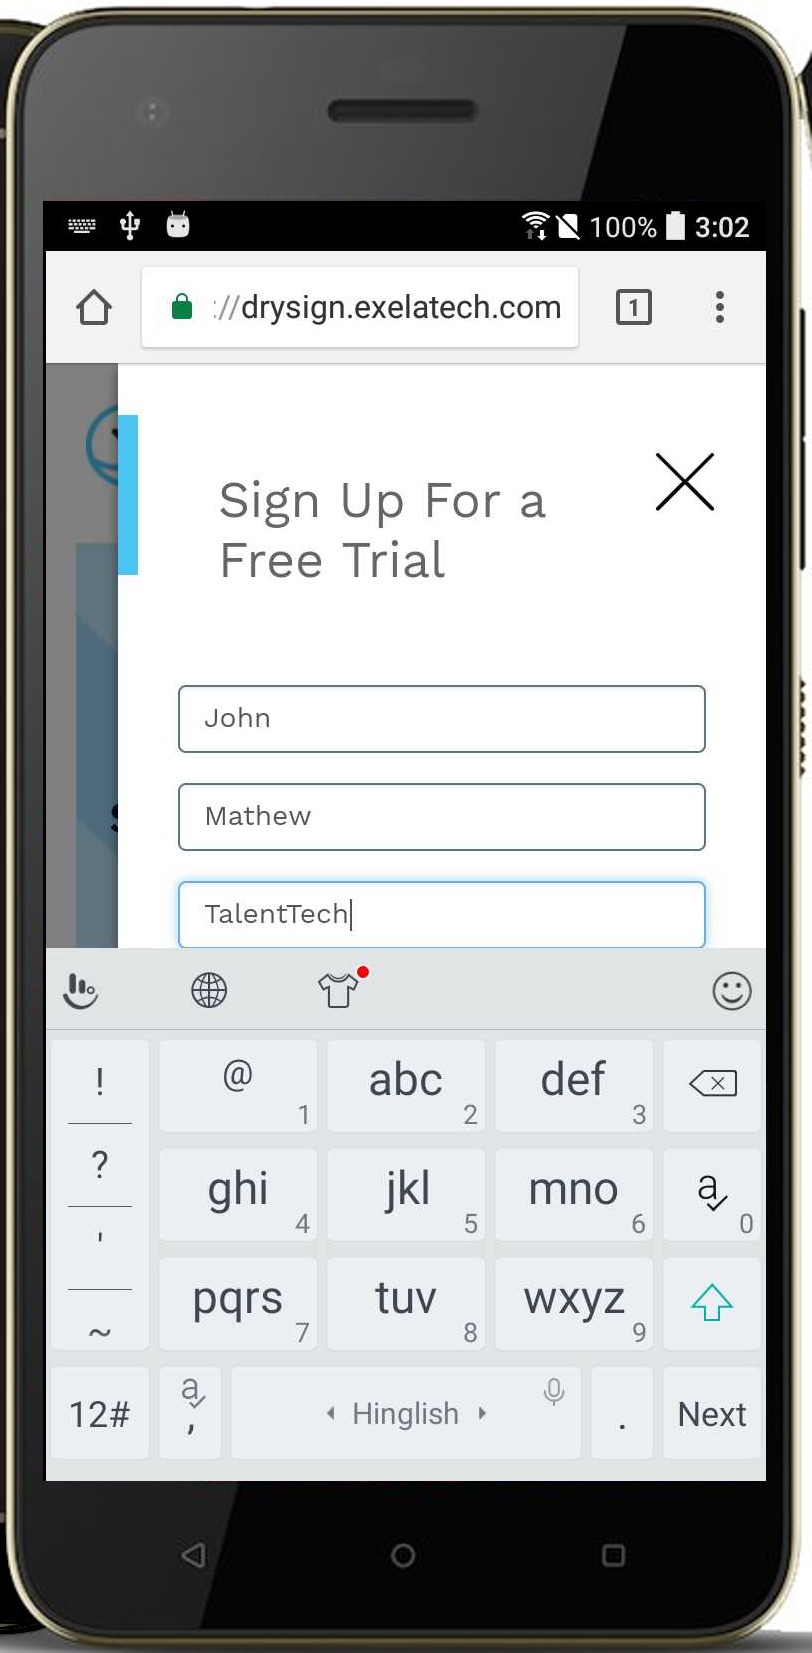 100% 3:02
://drysign.exelatech.com 1
Sign Up For a
Free Trial
John
Mathew
TalentTech
! @ 1 abc 2 def 3
? ghi 4 jkl 5 mno 6 a 0
' pqrs 7 tuv 8 wxyz 9
~
12# a , Hinglish . Next